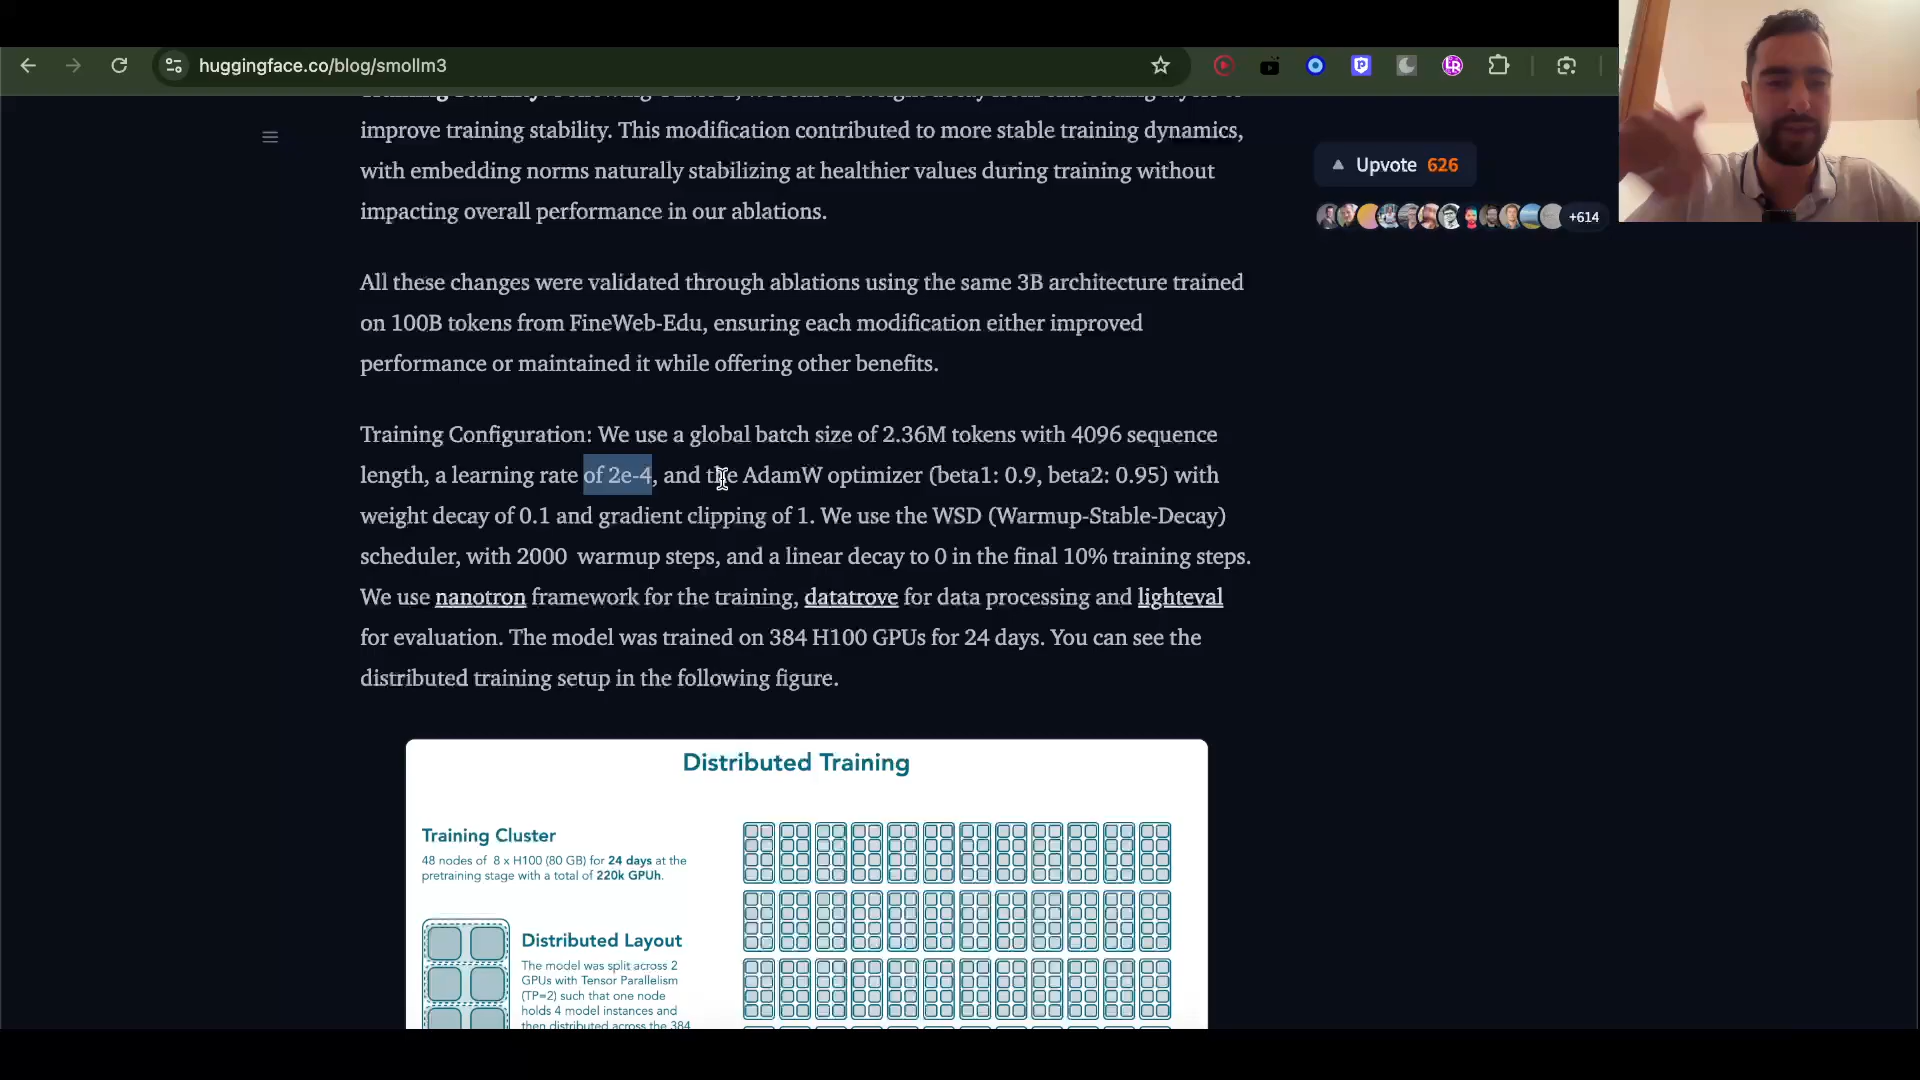 huggingface.co/blog/smollm3
improve training stability. This modification contributed to more stable training dynamics,
with embedding norms naturally stabilizing at healthier values during training without
impacting overall performance in our ablations.
Upvote 626
+614
All these changes were validated through ablations using the same 3B architecture trained
on 100B tokens from FineWeb-Edu, ensuring each modification either improved
performance or maintained it while offering other benefits.
Training Configuration: We use a global batch size of 2.36M tokens with 4096 sequence
length, a learning rate of 2e-4, and the AdamW optimizer (beta1: 0.9, beta2: 0.95) with
weight decay of 0.1 and gradient clipping of 1. We use the WSD (Warmup-Stable-Decay)
scheduler, with 2000 warmup steps, and a linear decay to 0 in the final 10% training steps.
We use nanotron framework for the training, datatrove for data processing and lighteval
for evaluation. The model was trained on 384 H100 GPUs for 24 days. You can see the
distributed training setup in the following figure.
Distributed Training
Training Cluster
48 nodes of 8 x H100 (80 GB) for 24 days at the
pretraining stage with a total of 220k GPUh.
Distributed Layout
The model was split across 2
GPUs with Tensor Parallelism
(TP=2) such that one node
holds 4 model instances and
then distributed across the 384